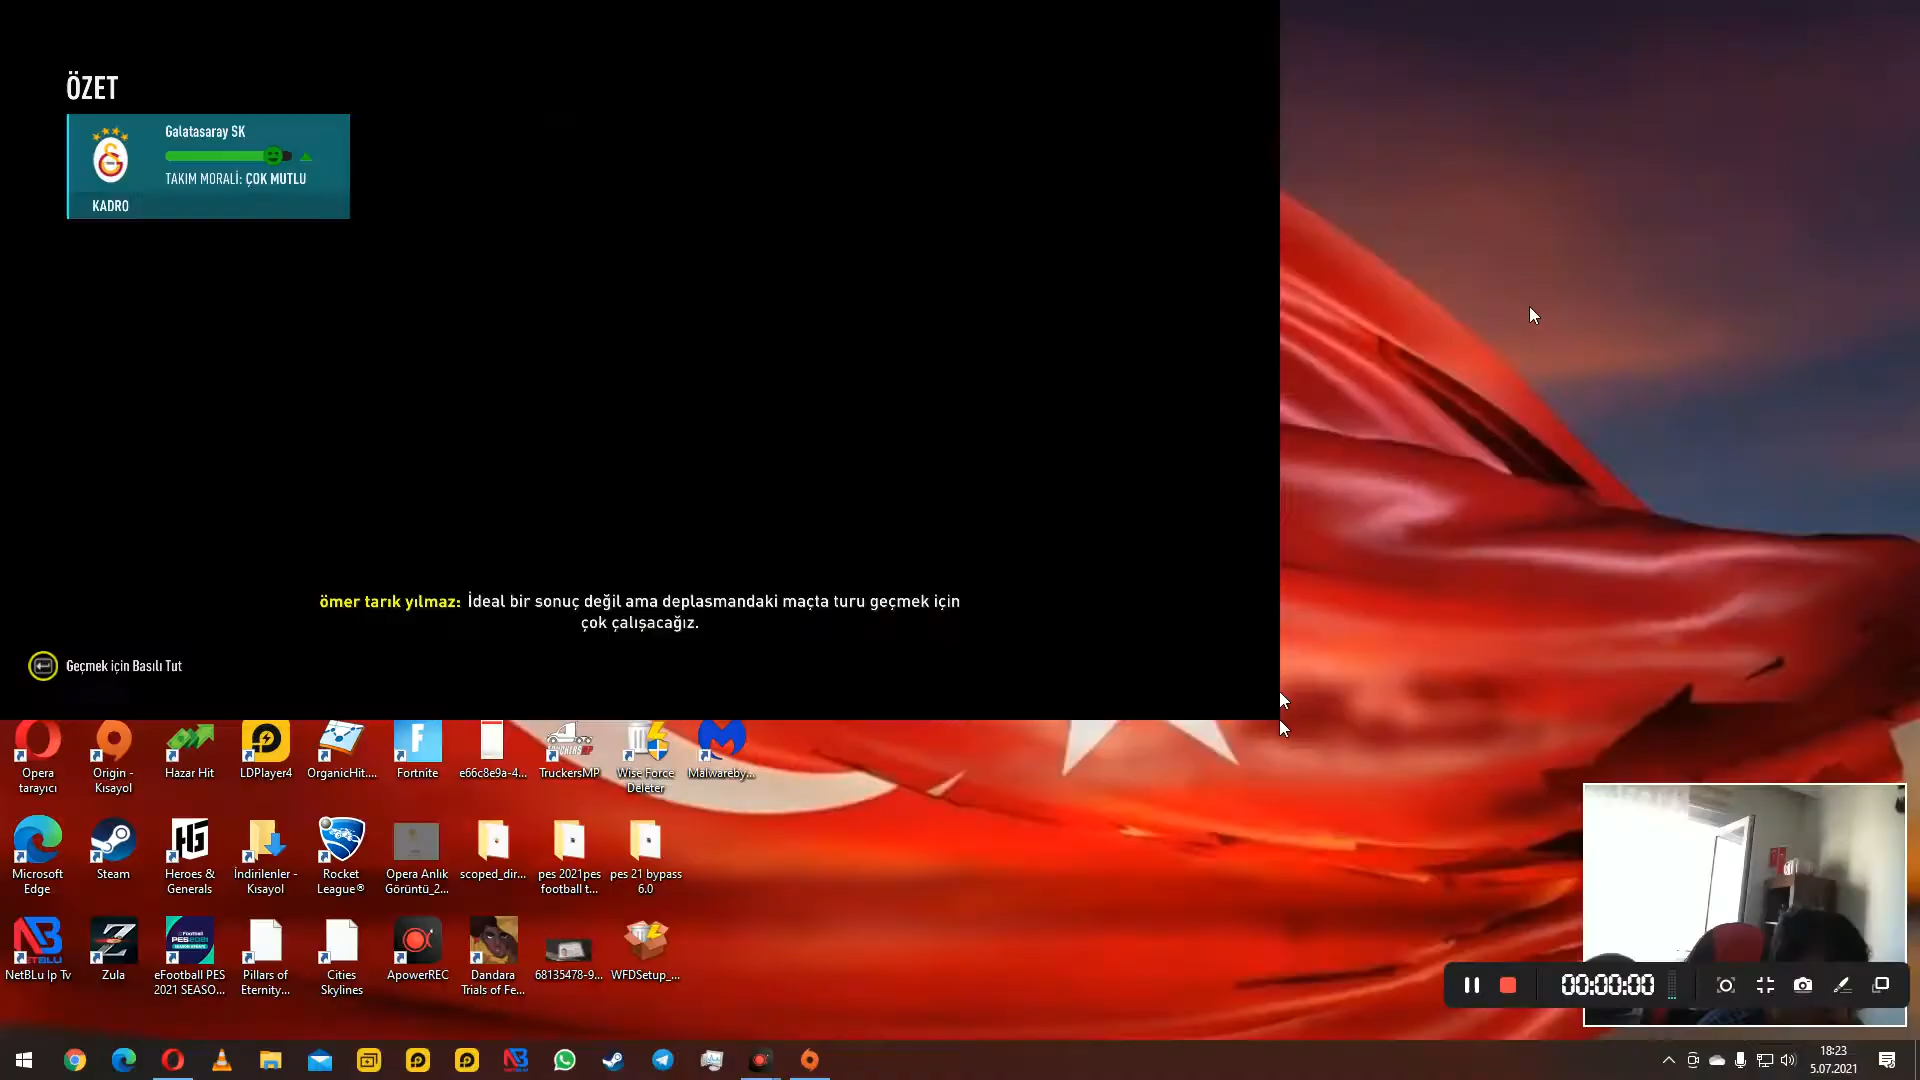 ÖZET
Galatasaray SK
TAKIM MORALİ: ÇOK MUTLU
KADRO
ömer tarık yılmaz: İdeal bir sonuç değil ama deplasmandaki maçta turu geçmek için
çok çalışacağız.
Geçmek için Basılı Tut
Opera
tarayıcı
Origin -
Kısayol
Hazar Hit
LDPlayer4
OrganicHit....
Fortnite
e66c8e9a-4...
TruckersMP
Wise Force
Deleter
Malwareby...
Microsoft
Edge
Steam
Heroes &
Generals
İndirilenler -
Kısayol
Rocket
League®
Opera Anlık
Görüntü_2...
scoped_dir...
pes 2021pes
football t...
pes 21 bypass
6.0
NetBLu Ip Tv
Zula
eFootball PES
2021 SEASO...
Pillars of
Eternity...
Cities
Skylines
ApowerREC
Dandara
Trials of Fe...
68135478-9...
WFDSetup_...
00:00:00
18:23
5.07.2021